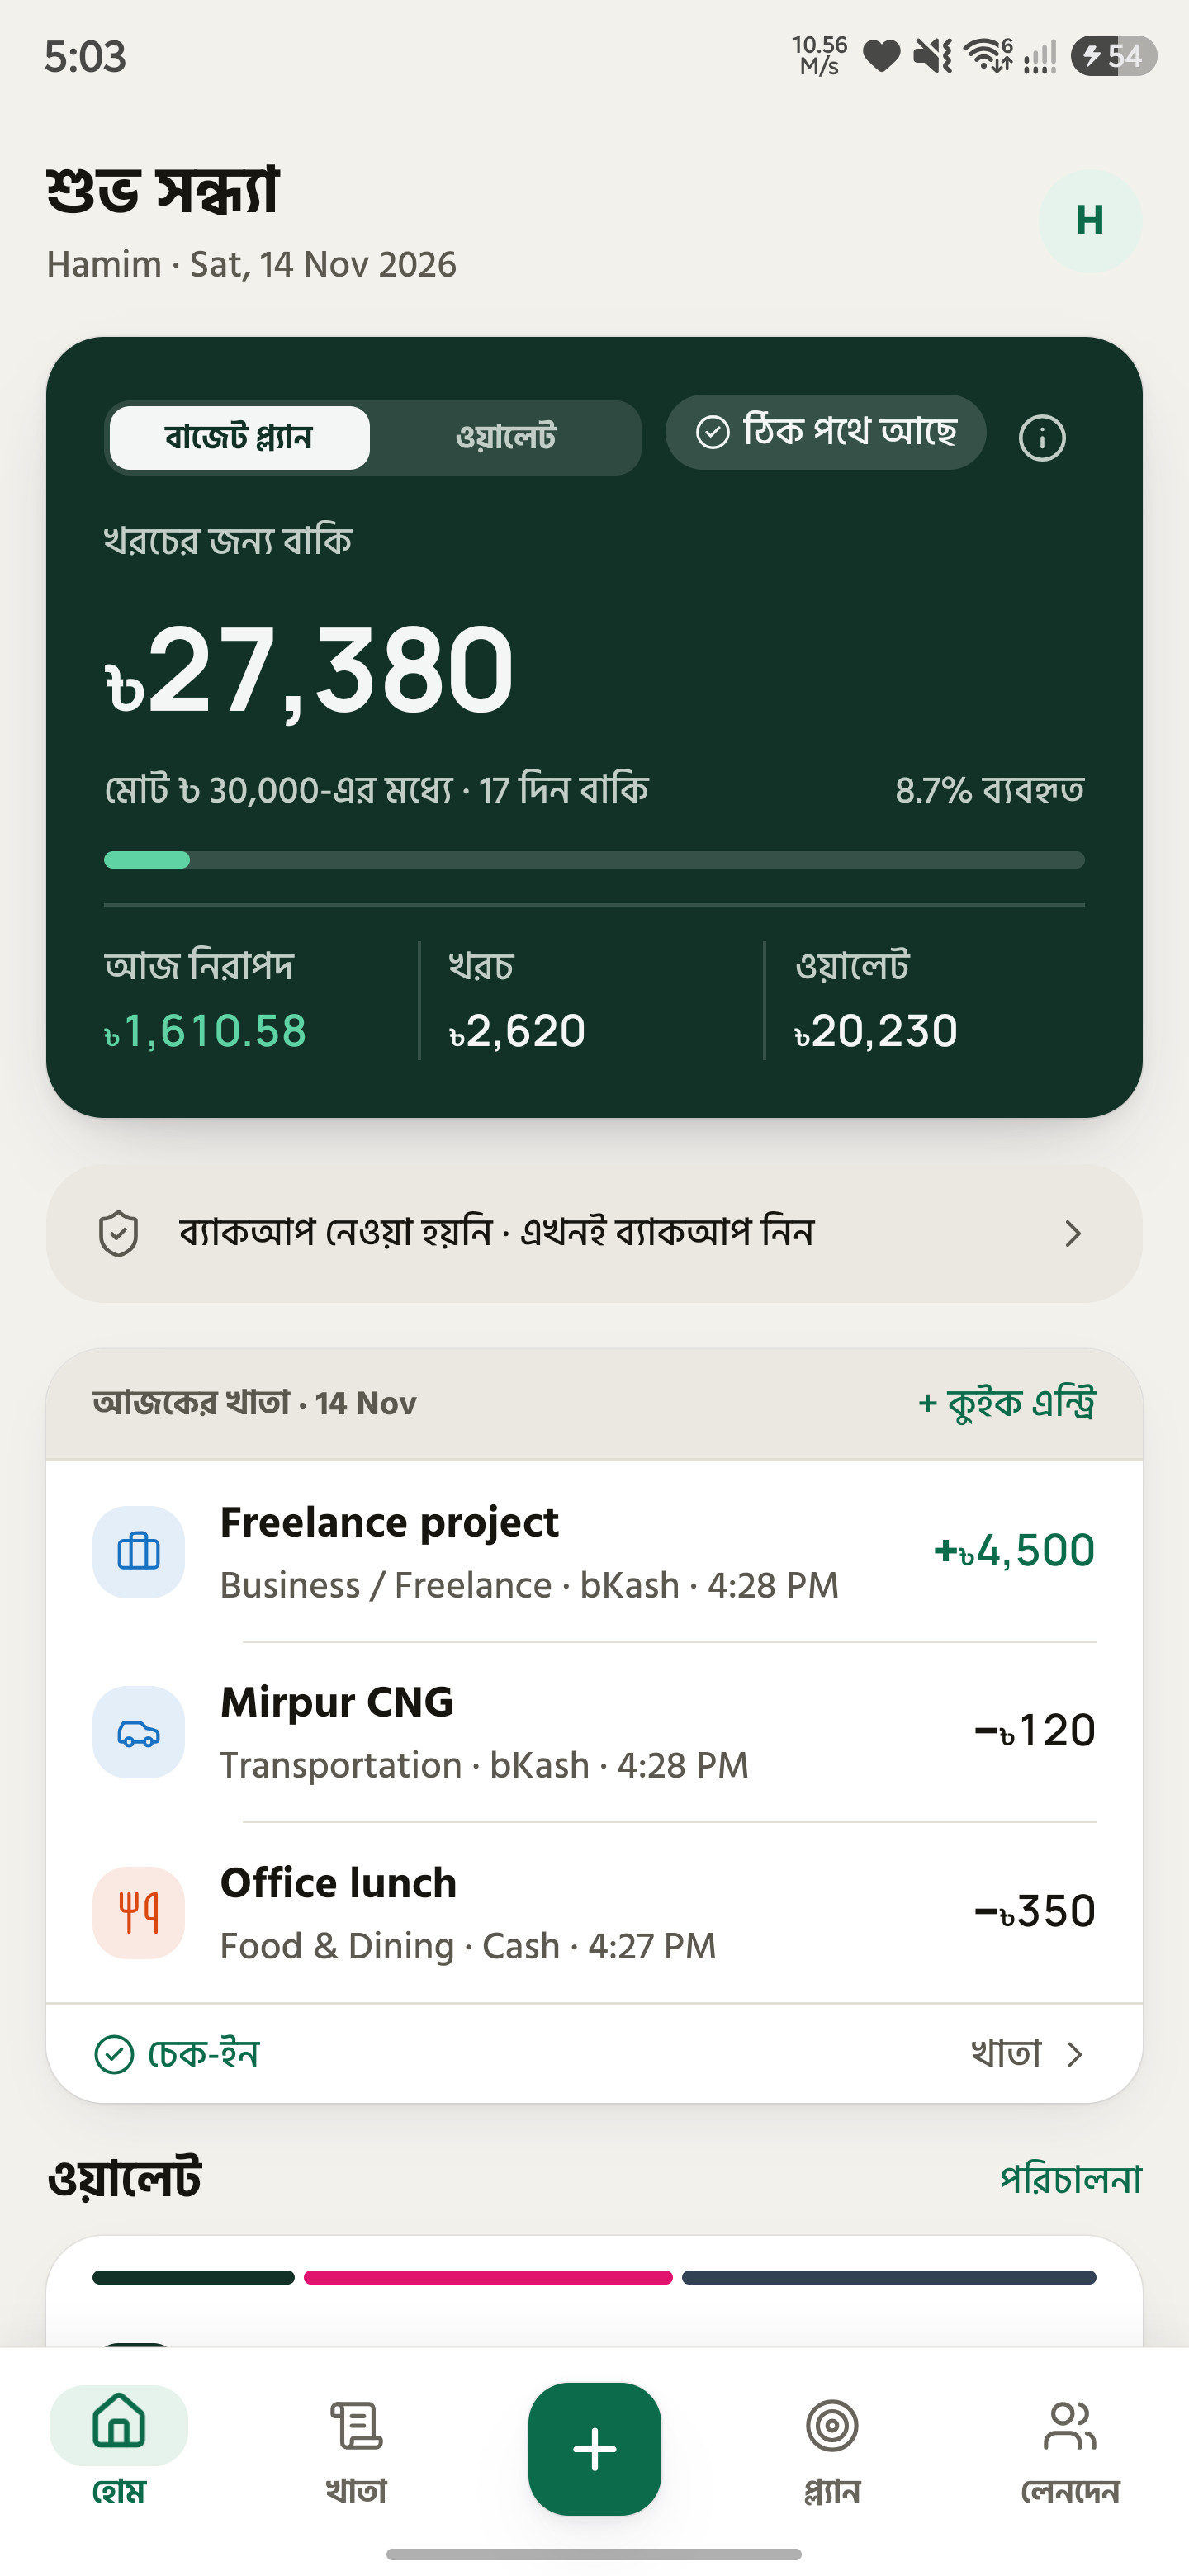 5:03
10.56 M/s
6
54
শুভ সন্ধ্যা
Hamim · Sat, 14 Nov 2026
H
বাজেট প্ল্যান ওয়ালেট ঠিক পথে আছে
খরচের জন্য বাকি
৳27,380
মোট ৳ 30,000-এর মধ্যে · 17 দিন বাকি 8.7% ব্যবহৃত
আজ নিরাপদ খরচ ওয়ালেট
৳1,610.58 ৳2,620 ৳20,230
ব্যাকআপ নেওয়া হয়নি · এখনই ব্যাকআপ নিন
আজকের খাতা · 14 Nov + কুইক এন্ট্রি
Freelance project
+৳4,500
Business / Freelance · bKash · 4:28 PM
Mirpur CNG
−৳120
Transportation · bKash · 4:28 PM
Office lunch
−৳350
Food & Dining · Cash · 4:27 PM
চেক-ইন খাতা
ওয়ালেট পরিচালনা
হোম খাতা প্ল্যান লেনদেন